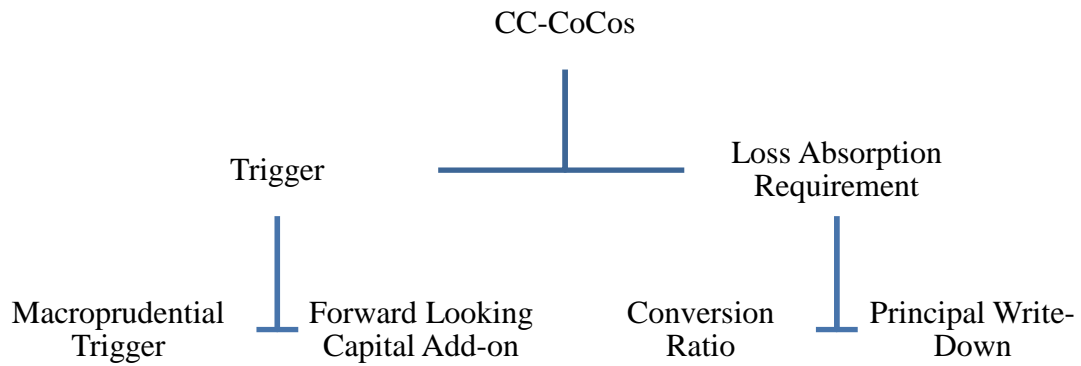 CC-CoCos
Trigger
Loss Absorption
Requirement
Macroprudential
Trigger
Forward Looking
Capital Add-on
Conversion
Ratio
Principal Write-
Down